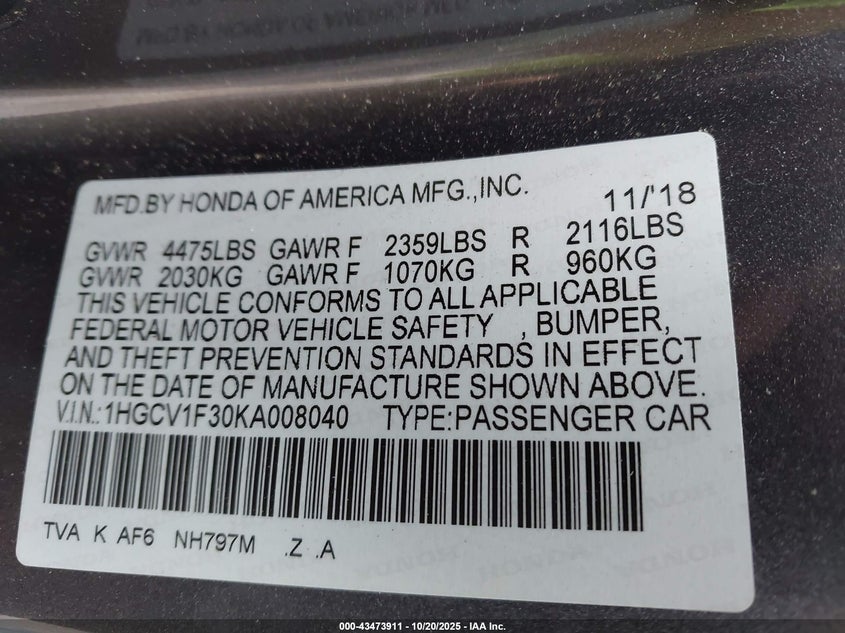 MFD.BY HONDA OF AMERICA MFG.,INC. 11/'18
GVWR 4475LBS GAWR F 2359LBS R 2116LBS
GVWR 2030KG GAWR F 1070KG R 960KG
THIS VEHICLE CONFORMS TO ALL APPLICABLE
FEDERAL MOTOR VEHICLE SAFETY , BUMPER,
AND THEFT PREVENTION STANDARDS IN EFFECT
ON THE DATE OF MANUFACTURE SHOWN ABOVE.
V.I.N.:1HGCV1F30KA008040 TYPE:PASSENGER CAR
TVA K AF6 NH797M .Z .A
000-43473911 - 10/20/2025 - IAA Inc.